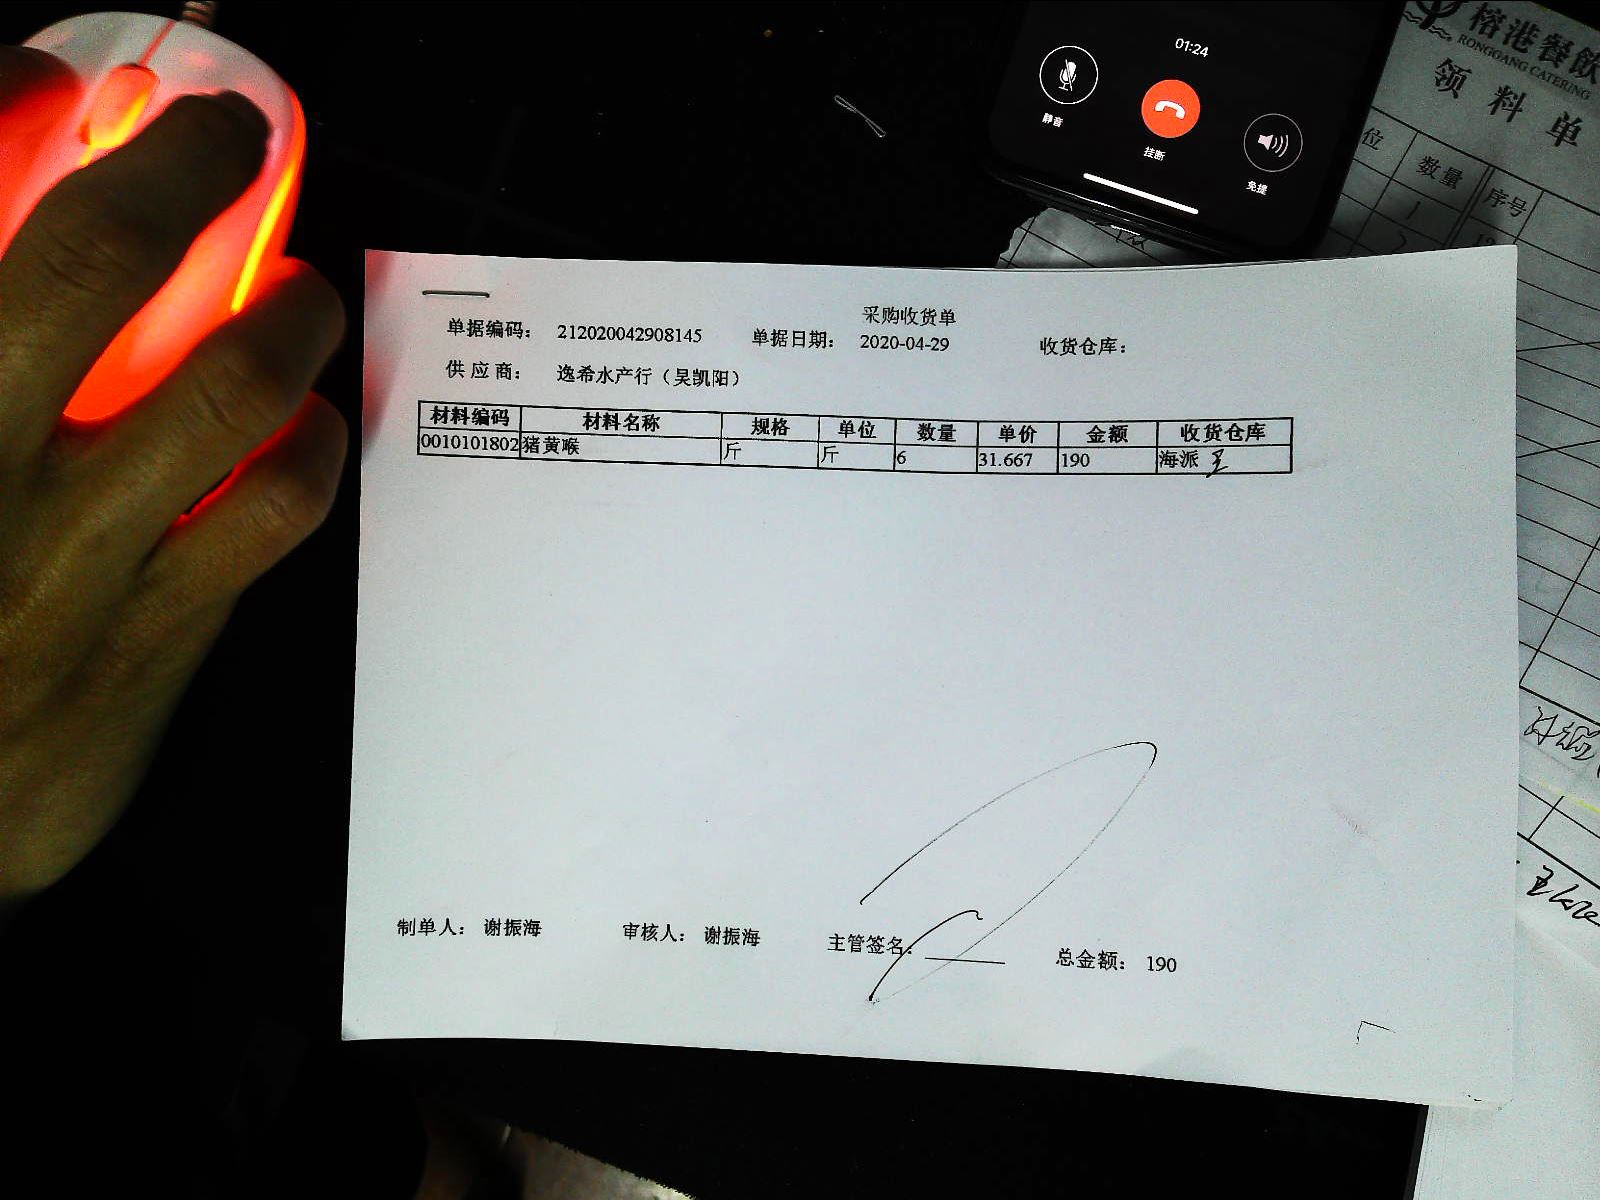 01:24
静音
挂断
免提
榕港餐飲
RONGGANG CATERING
领 料 单
位 数量 序号
采购收货单
单据编码： 212020042908145 单据日期： 2020-04-29 收货仓库：
供 应 商： 逸希水产行（吴凯阳）
材料编码 材料名称 规格 单位 数量 单价 金额 收货仓库
0010101802 猪黄喉 斤 斤 6 31.667 190 海派
制单人： 谢振海 审核人： 谢振海 主管签名： 总金额： 190